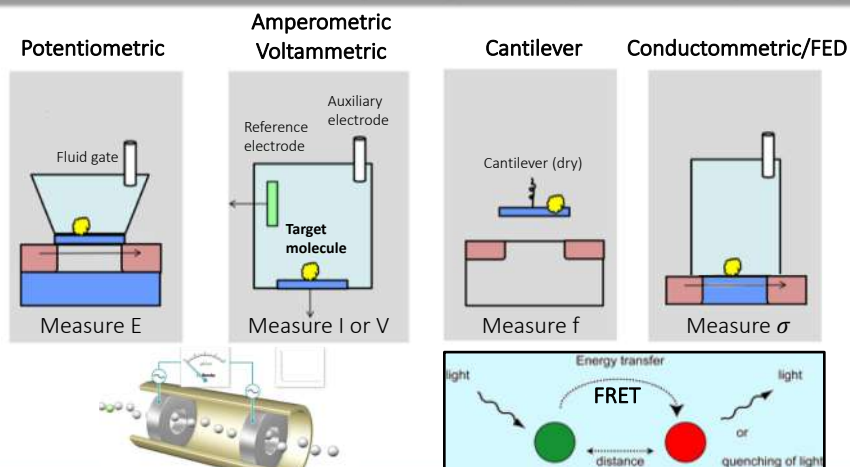 Potentiometric
Amperometric
Voltammetric
Cantilever
Conductommetric/FED
Fluid gate
Measure E
Auxiliary
electrode
Reference
electrode
Target
molecule
Measure I or V
Cantilever (dry)
Measure f
Measure σ
Energy transfer
light
FRET
light
or
distance
quenching of light